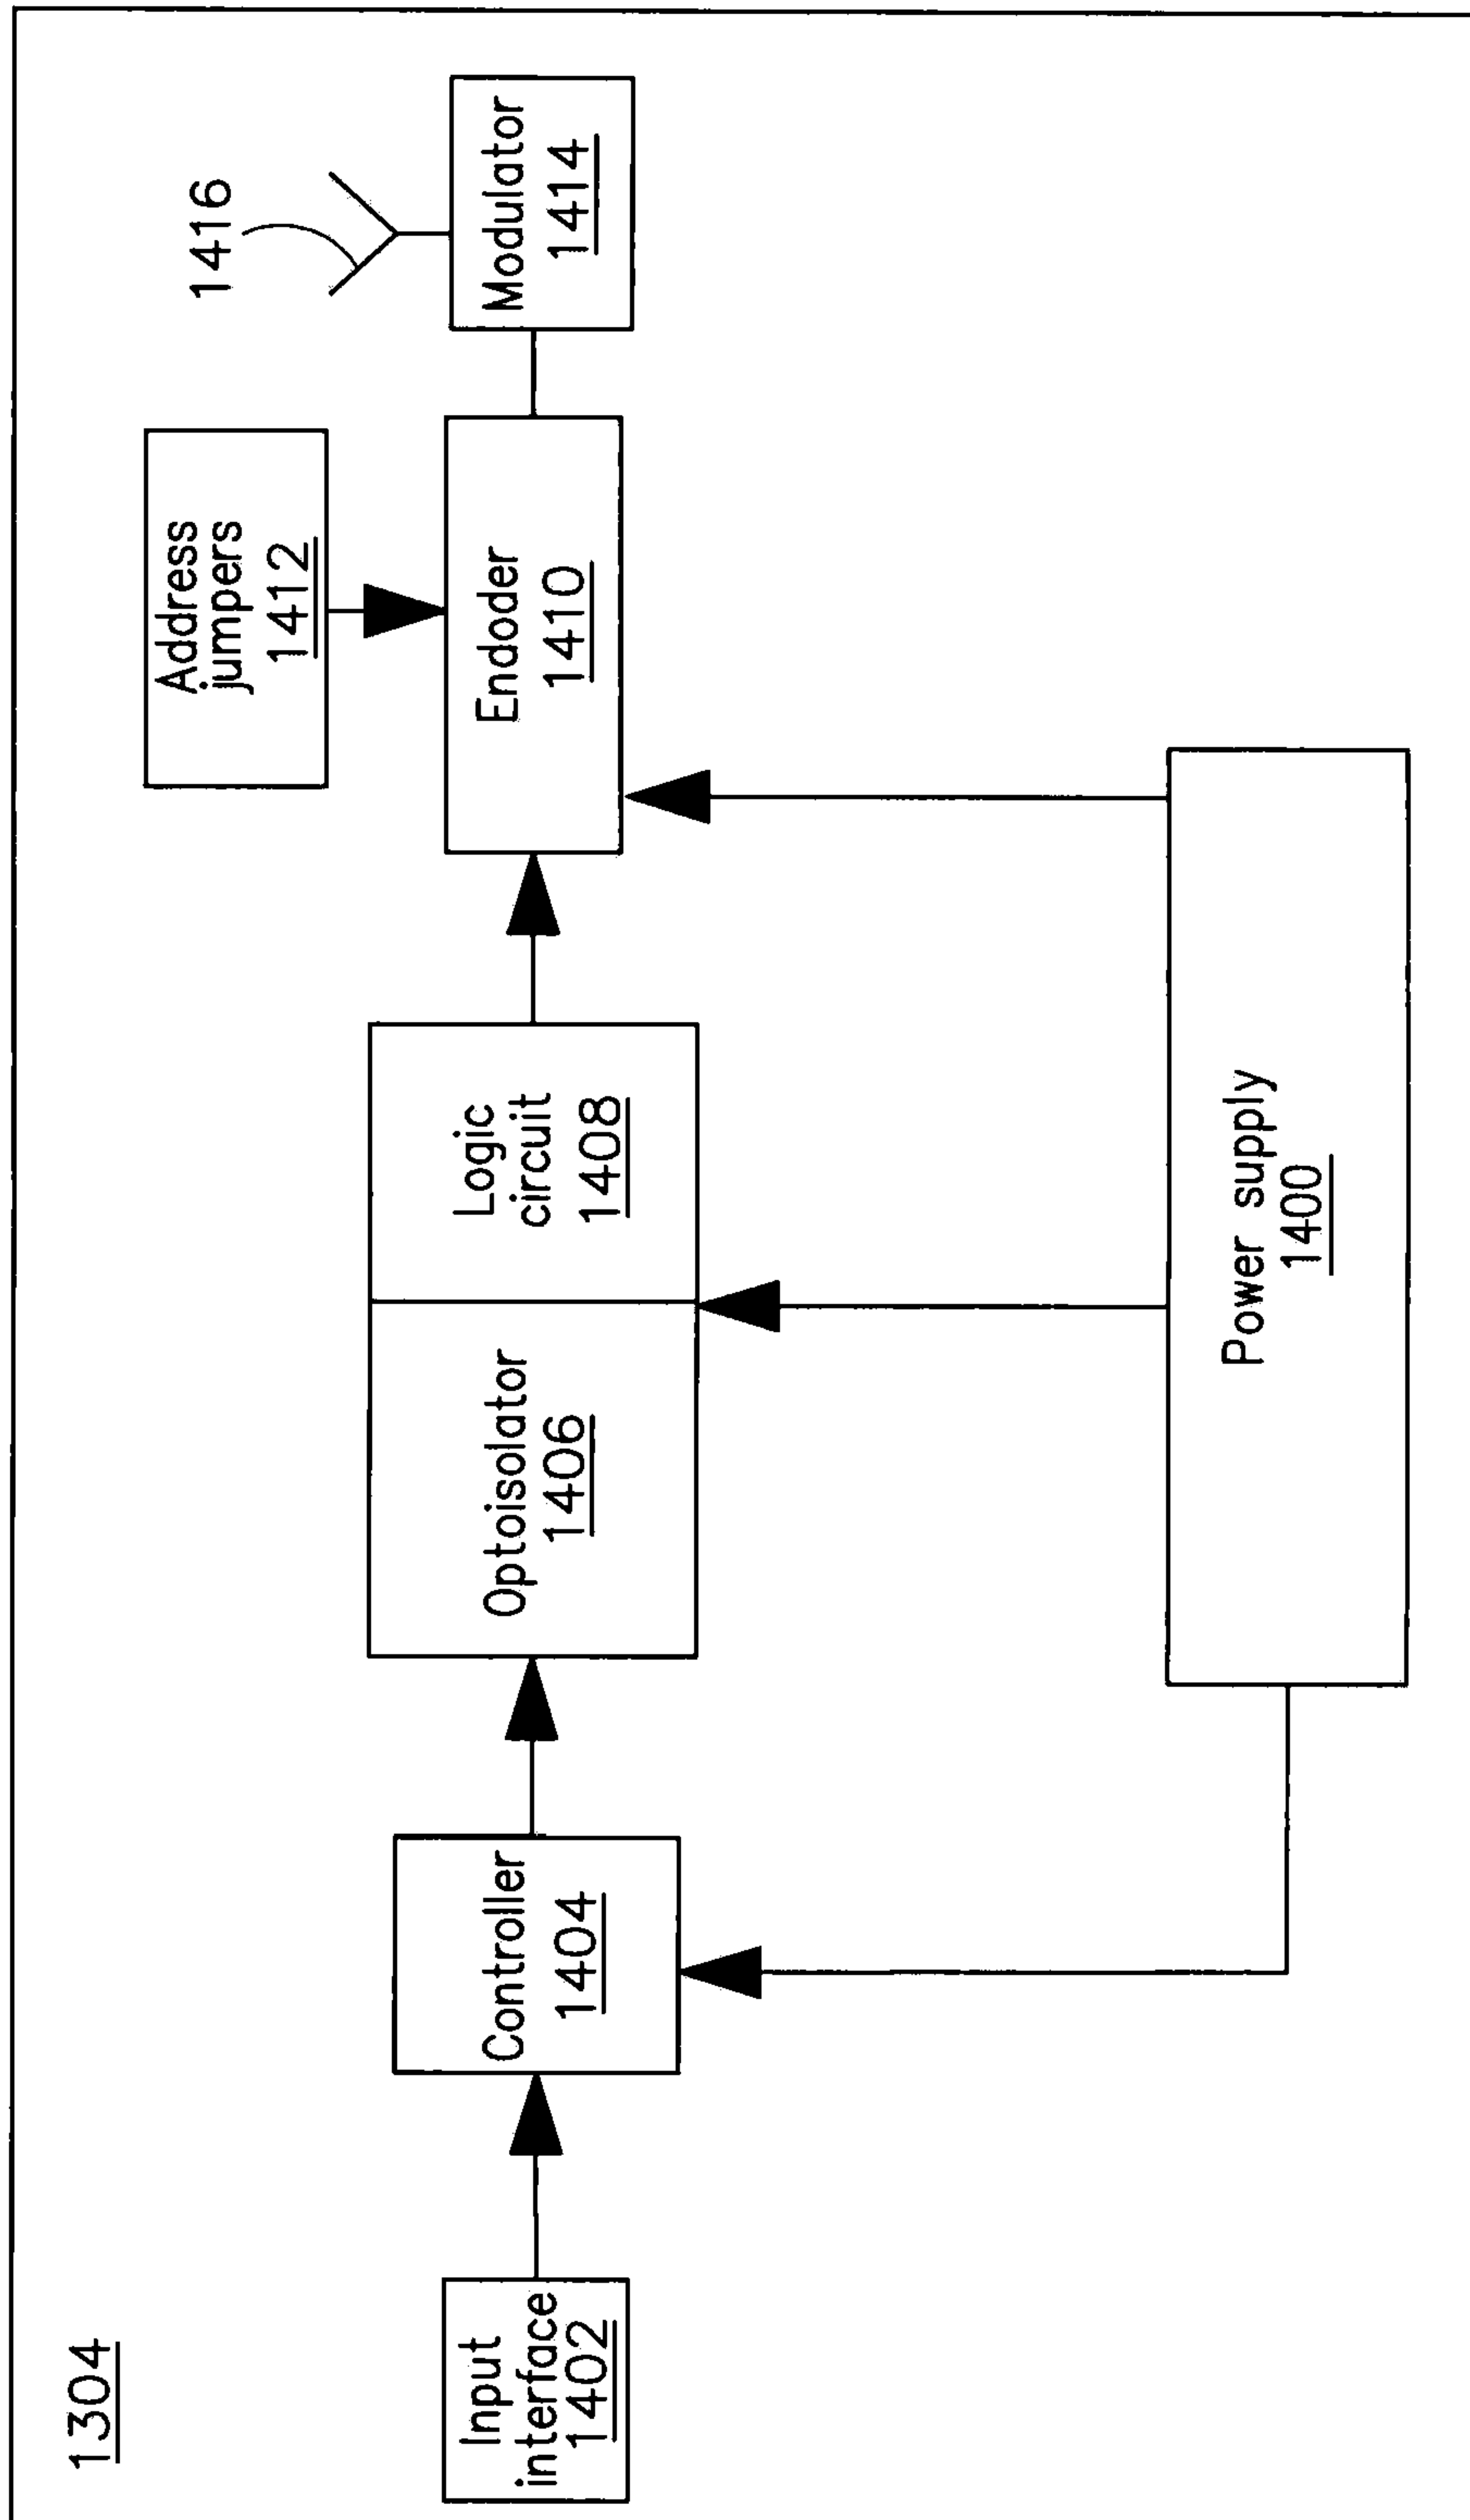 1304
Input
interface
1402
Controller
1404
Optoisolator
1406
Logic
circuit
1408
Endoder
1410
Address
jumpers
1412
Modulator
1414
1416
Power supply
1400